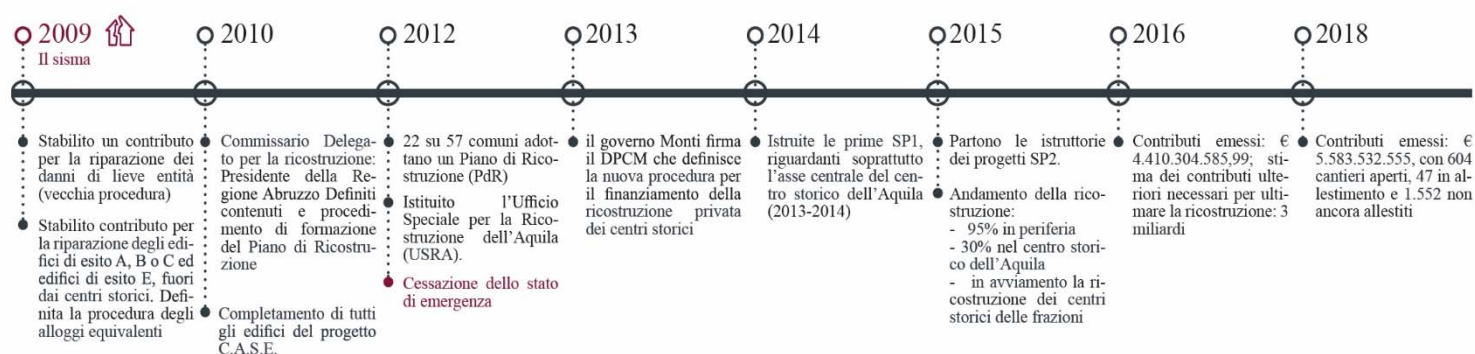 2009
Il sisma
Stabilito un contributo
per la riparazione dei
danni di lieve entità
(vecchia procedura)
Stabilito contributo per
la riparazione degli edi-
fici di esito A, B o C ed
edifici di esito E, fuori
dai centri storici. Defi-
nita la procedura degli
alloggi equivalenti
2010
Commissario Delega-
to per la ricostruzione:
Presidente della Re-
gione Abruzzo Definiti
contenuti e procedi-
mento di formazione
del Piano di Ricostru-
zione
Completamento di tutti
gli edifici del progetto
C.A.S.E.
2012
22 su 57 comuni adot-
tano un Piano di Rico-
struzione (PdR)
Istituito l'Ufficio
Speciale per la Rico-
struzione dell'Aquila
(USRA).
Cessazione dello stato
di emergenza
2013
il governo Monti firma
il DPCM che definisce
la nuova procedura per
il finanziamento della
ricostruzione privata
dei centri storici
2014
Istruite le prime SP1,
riguardanti soprattutto
l'asse centrale del cen-
tro storico dell'Aquila
(2013-2014)
2015
Partono le istruttorie
dei progetti SP2.
Andamento della rico-
struzione:
- 95% in periferia
- 30% nel centro stori-
co dell'Aquila
- in avviamento la ri-
costruzione dei centri
storici delle frazioni
2016
Contributi emessi: €
4.410.304.585,99; sti-
ma dei contributi ulte-
riori necessari per ulti-
mare la ricostruzione: 3
miliardi
2018
Contributi emessi: €
5.583.532.555, con 604
cantieri aperti, 47 in al-
lestimento e 1.552 non
ancora allestiti